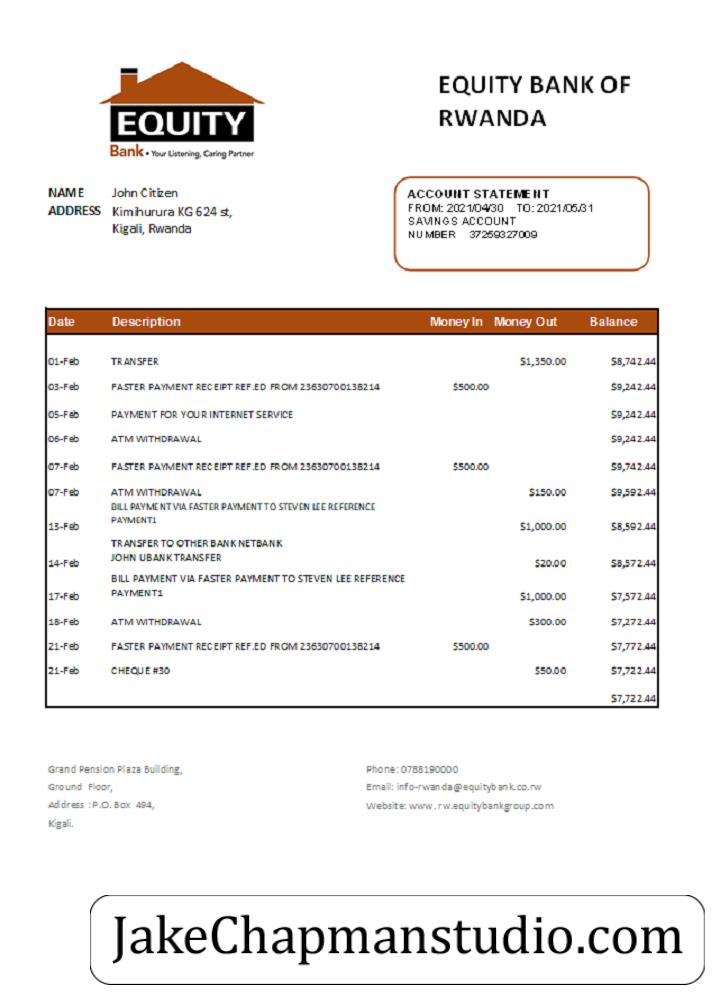 EQUITY
Bank • Your Listening, Caring Partner
EQUITY BANK OF
RWANDA
NAME John Citizen
ADDRESS Kimihurura KG 624 st,
Kigali, Rwanda
ACCOUNT STATEMENT
FROM: 2021/04/30 TO: 2021/05/31
SAVINGS ACCOUNT
NUMBER 37259327009
Date Description Money In Money Out Balance
01-Feb TRANSFER $1,350.00 $8,742.44
03-Feb FASTER PAYMENT RECEIPT REF.ED FROM 23630700138214 $500.00 $9,242.44
05-Feb PAYMENT FOR YOUR INTERNET SERVICE $9,242.44
06-Feb ATM WITHDRAWAL $9,242.44
07-Feb FASTER PAYMENT RECEIPT REF.ED FROM 23630700138214 $500.00 $9,742.44
07-Feb ATM WITHDRAWAL $150.00 $9,592.44
BILL PAYMENT VIA FASTER PAYMENT TO STEVEN LEE REFERENCE
PAYMENT1
13-Feb $1,000.00 $8,592.44
TRANSFER TO OTHER BANK NETBANK
JOHN UBANK TRANSFER
14-Feb $20.00 $8,572.44
BILL PAYMENT VIA FASTER PAYMENT TO STEVEN LEE REFERENCE
PAYMENT1
17-Feb $1,000.00 $7,572.44
18-Feb ATM WITHDRAWAL $300.00 $7,272.44
21-Feb FASTER PAYMENT RECEIPT REF.ED FROM 23630700138214 $500.00 $7,772.44
21-Feb CHEQUE #30 $50.00 $7,722.44
$7,722.44
Grand Pension Plaza Building,
Ground Floor,
Address : P.O. Box 494,
Kigali.
Phone: 0788190000
Email: info-rwanda@equitybank.co.rw
Website: www.rw.equitybankgroup.com
JakeChapmanstudio.com